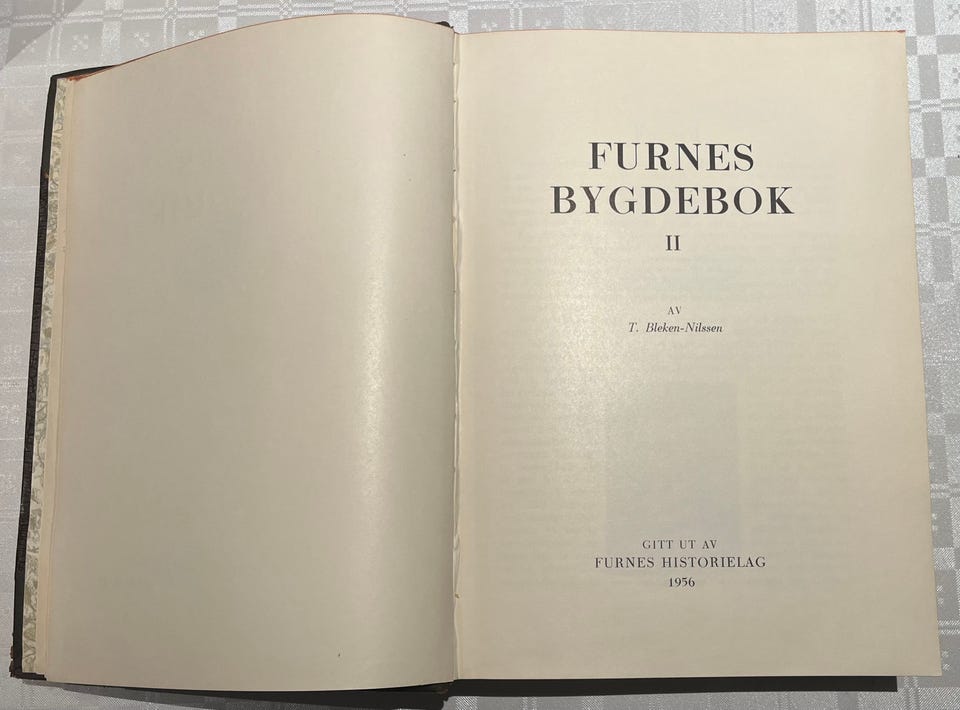 FURNES
BYGDEBOK
II
AV
T. Bleken-Nilssen
GITT UT AV
FURNES HISTORIELAG
1956